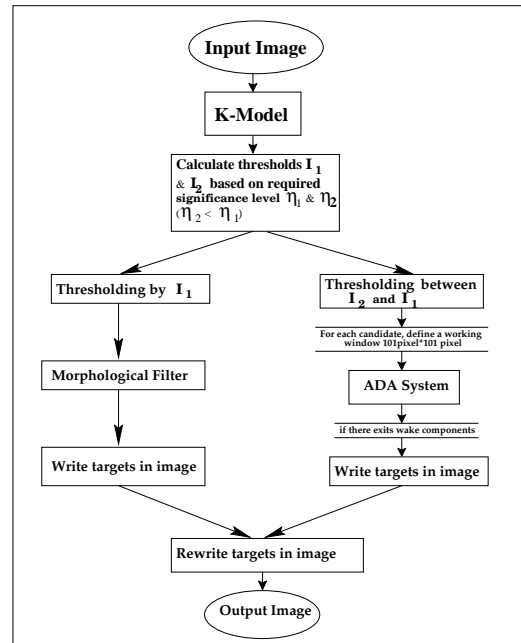 Input Image
K-Model
Calculate thresholds I₁
& I₂ based on required
significance level η₁ & η₂
(η₂ < η₁)
Thresholding by I₁
Morphological Filter
Write targets in image
Thresholding between
I₂ and I₁
For each candidate, define a working
window 101pixel*101 pixel
ADA System
if there exits wake components
Write targets in image
Rewrite targets in image
Output Image